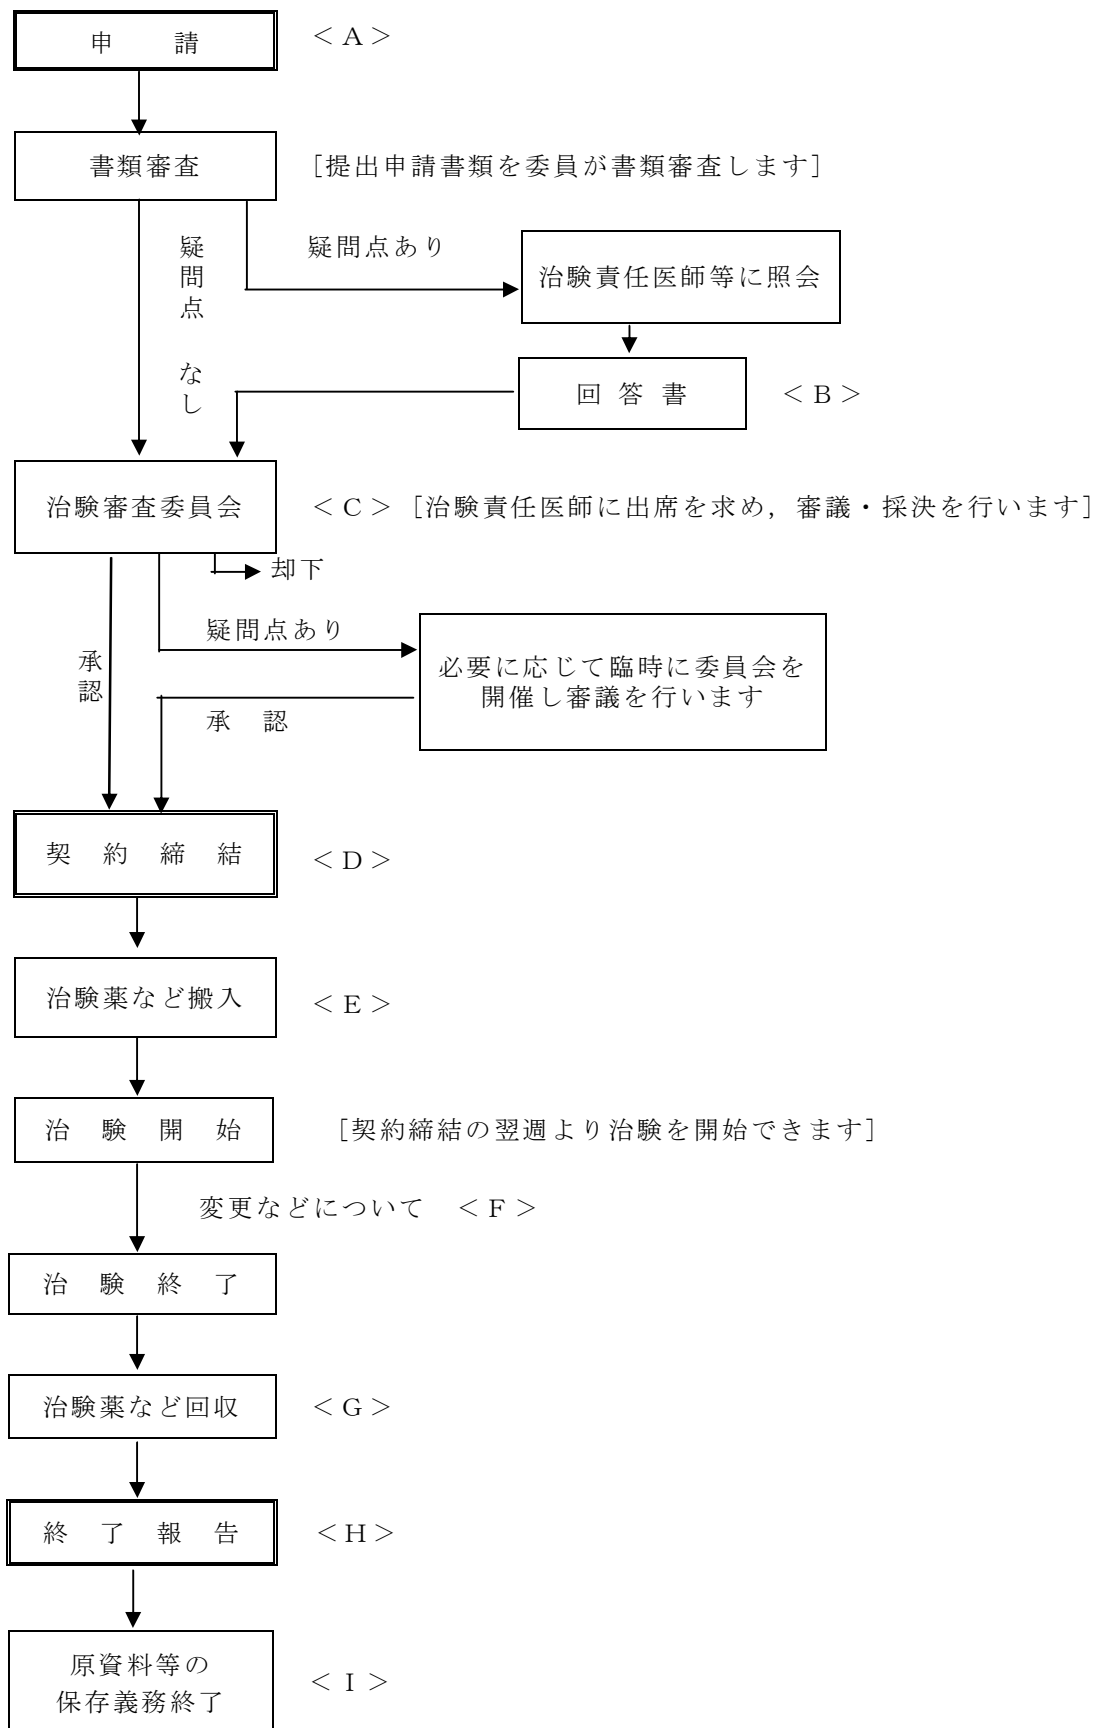 申　　請　＜Ａ＞
書類審査　［提出申請書類を委員が書類審査します］
疑問点　なし
疑問点あり
治験責任医師等に照会
回 答 書　＜Ｂ＞
治験審査委員会　＜Ｃ＞［治験責任医師に出席を求め，審議・採決を行います］
却下
疑問点あり
承認
必要に応じて臨時に委員会を
開催し審議を行います
承　認
契　約　締　結　＜Ｄ＞
治験薬など搬入　＜Ｅ＞
治　験　開　始　［契約締結の翌週より治験を開始できます］
変更などについて　＜Ｆ＞
治　験　終　了
治験薬など回収　＜Ｇ＞
終　了　報　告　＜Ｈ＞
原資料等の
保存義務終了　＜Ｉ＞